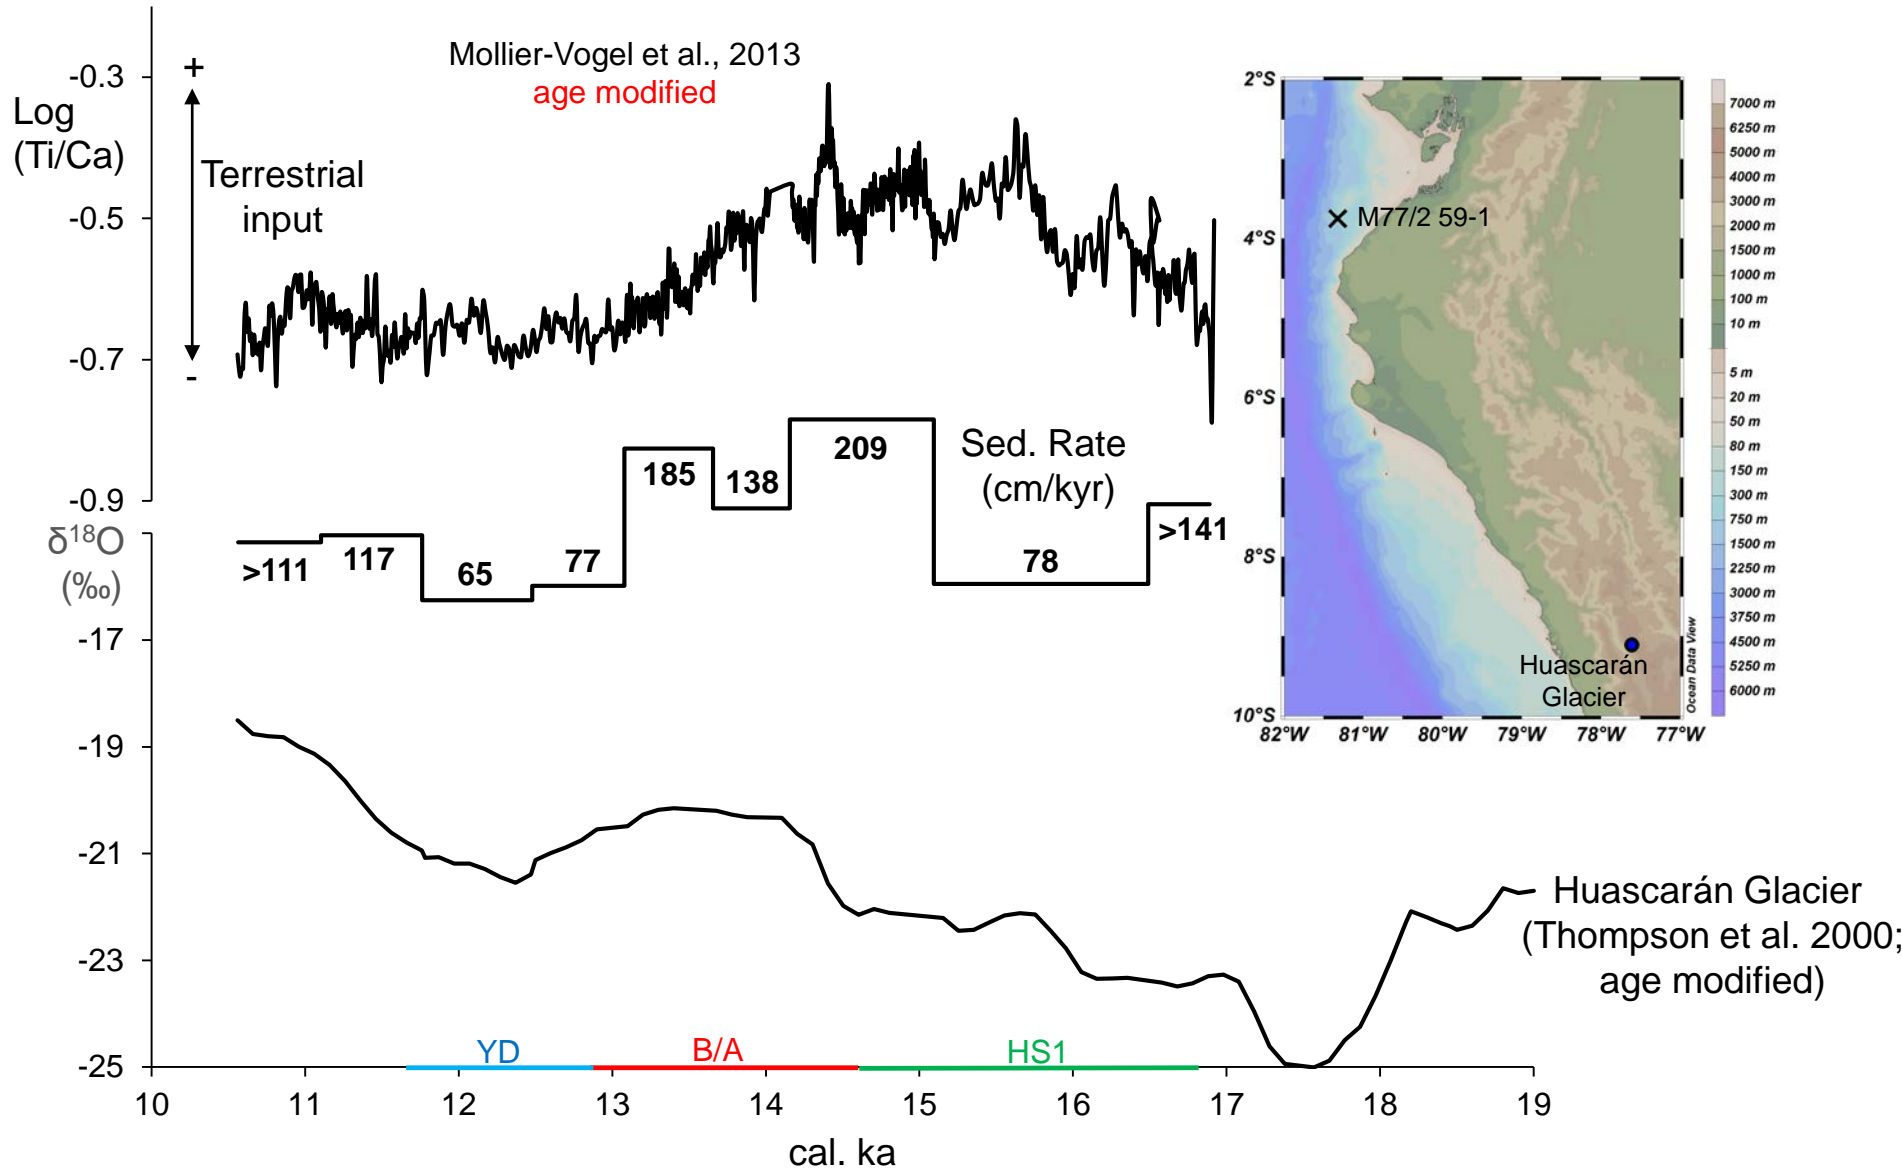 Mollier-Vogel et al., 2013
age modified
-0.3
-0.5
-0.7
-0.9
Log
(Ti/Ca)
+
Terrestrial
input
-
Sed. Rate
(cm/kyr)
>111
117
65
77
185
138
209
78
>141
δ¹⁸O
(‰)
-17
-19
-21
-23
-25
Huascarán Glacier
(Thompson et al. 2000;
age modified)
YD
B/A
HS1
10
11
12
13
14
15
16
17
18
19
cal. ka
2°S
4°S
6°S
8°S
10°S
82°W
81°W
80°W
79°W
78°W
77°W
M77/2 59-1
Huascarán
Glacier
Ocean Data View
7000 m
6250 m
5000 m
4000 m
3000 m
2000 m
1500 m
1000 m
100 m
10 m
5 m
20 m
50 m
80 m
150 m
300 m
750 m
1500 m
2250 m
3000 m
3750 m
4500 m
5250 m
6000 m